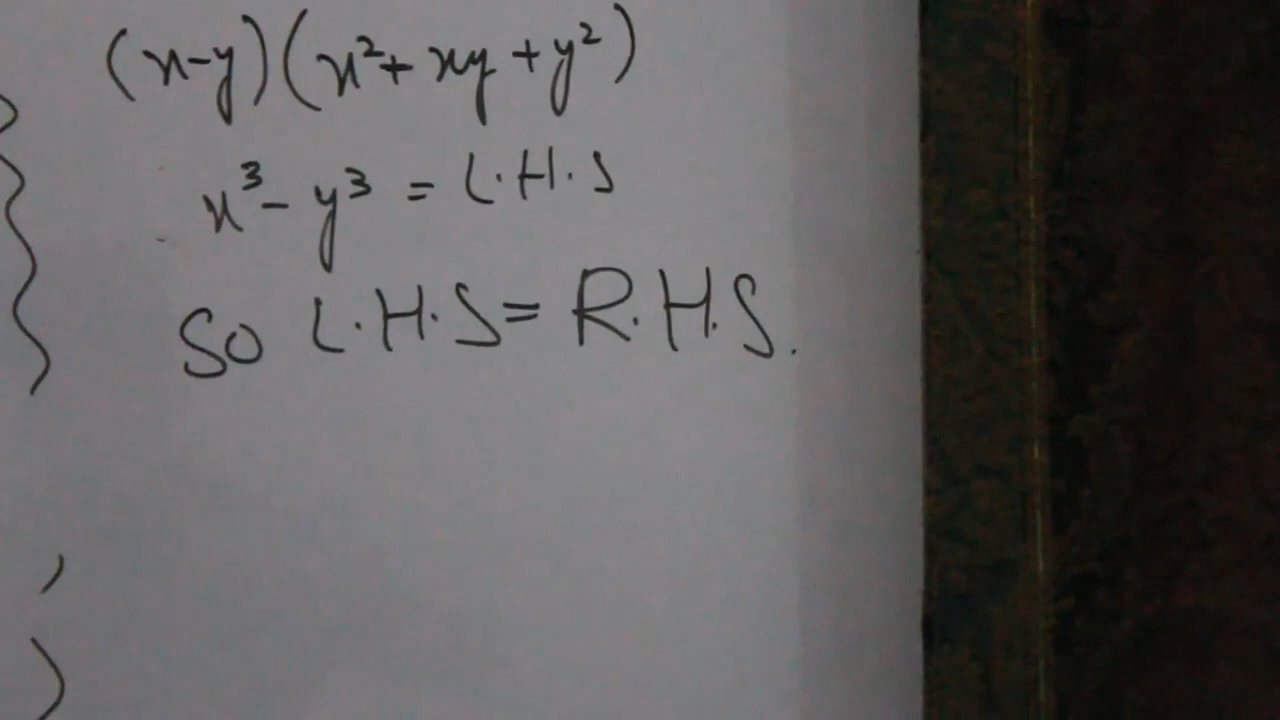 (x-y)(x²+xy+y²)
x³-y³ = L.H.S
So L.H.S = R.H.S.